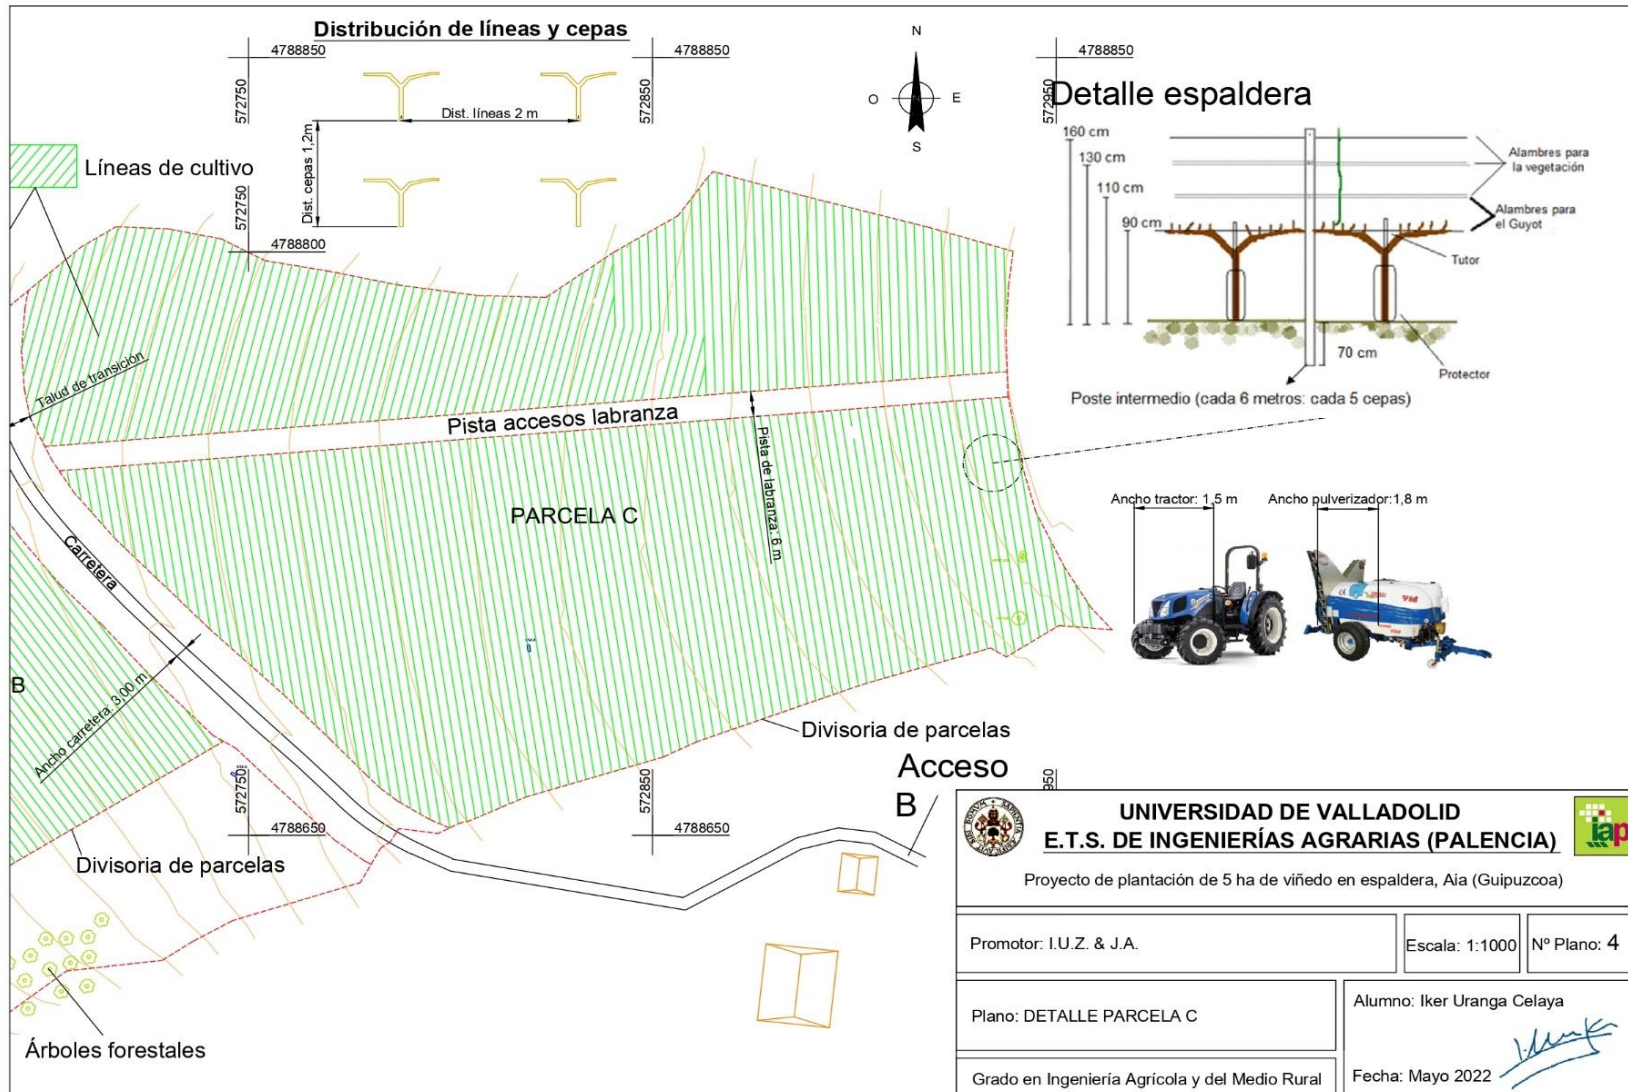 Distribución de líneas y cepas
4788850
4788850
4788850
572750
572850
572950
N
O
E
S
Dist. líneas 2 m
Dist. cepas 1,2m
Líneas de cultivo
572750
4788800
Detalle espaldera
160 cm
130 cm
110 cm
90 cm
Alambres para
la vegetación
Alambres para
el Guyot
Tutor
70 cm
Protector
Poste intermedio (cada 6 metros: cada 5 cepas)
Talud de transición
Pista accesos labranza
Pista de labranza: 6 m
PARCELA C
Ancho tractor: 1,5 m
Ancho pulverizador:1,8 m
Carretera
B
Ancho carretera: 3,00 m
Divisoria de parcelas
Acceso
B
572750
572850
950
4788650
4788650
Divisoria de parcelas
Árboles forestales
UNIVERSIDAD DE VALLADOLID
E.T.S. DE INGENIERÍAS AGRARIAS (PALENCIA)
iap
Proyecto de plantación de 5 ha de viñedo en espaldera, Aia (Guipuzcoa)
Promotor: I.U.Z. & J.A.
Escala: 1:1000
Nº Plano: 4
Plano: DETALLE PARCELA C
Alumno: Iker Uranga Celaya
Grado en Ingeniería Agrícola y del Medio Rural
Fecha: Mayo 2022